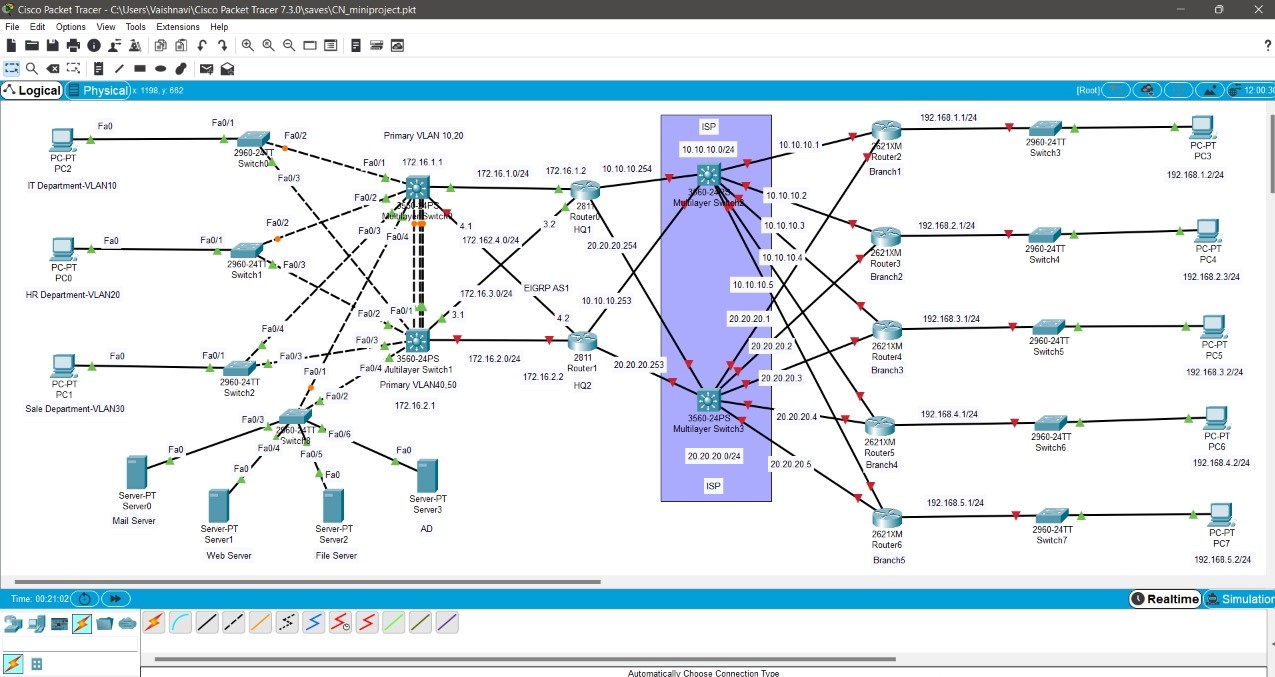 Cisco Packet Tracer - C:\Users\Vaishnavi\Cisco Packet Tracer 7.3.0\saves\CN_miniproject.pkt
File Edit Options View Tools Extensions Help
?
Logical Physical x: 1198, y: 662 [Root] 12:00:30
Fa0 Fa0/1 Fa0/2
PC-PT
PC2
2960-24TT
Switch0
Fa0/3
IT Department-VLAN10
Primary VLAN 10,20
Fa0/1
172.16.1.1
Fa0/2
3560-24PS
Multilayer Switch0
Fa0/3
Fa0/4
4.1
172.16.1.0/24
172.16.1.2
10.10.10.254
2811
Router0
HQ1
3.2
172.162.4.0/24
20.20.20.254
Fa0 Fa0/1 Fa0/2
PC-PT
PC0
2960-24TT
Switch1
Fa0/3
HR Department-VLAN20
172.16.3.0/24
EIGRP AS1
10.10.10.253
3.1
4.2
Fa0/2
Fa0/1
Fa0/3
Fa0/4
3560-24PS
Multilayer Switch1
Primary VLAN40,50
172.16.2.1
172.16.2.0/24
172.16.2.2
2811
Router1
HQ2
20.20.20.253
Fa0 Fa0/1 Fa0/4
Fa0/3
PC-PT
PC1
2960-24TT
Switch2
Sale Department-VLAN30
Fa0/1
Fa0/2
Fa0/3
2960-24TT
Switch8
Fa0/4
Fa0/5
Fa0/6
Fa0
Fa0
Fa0
Fa0
Server-PT
Server0
Mail Server
Server-PT
Server1
Web Server
Server-PT
Server2
File Server
Server-PT
Server3
AD
ISP
10.10.10.0/24
3560-24PS
Multilayer Switch2
10.10.10.1
10.10.10.2
10.10.10.3
10.10.10.4
10.10.10.5
20.20.20.1
20.20.20.2
20.20.20.3
20.20.20.4
20.20.20.5
3560-24PS
Multilayer Switch3
20.20.20.0/24
ISP
2621XM
Router2
Branch1
192.168.1.1/24
2960-24TT
Switch3
PC-PT
PC3
192.168.1.2/24
2621XM
Router3
Branch2
192.168.2.1/24
2960-24TT
Switch4
PC-PT
PC4
192.168.2.3/24
2621XM
Router4
Branch3
192.168.3.1/24
2960-24TT
Switch5
PC-PT
PC5
192.168.3.2/24
2621XM
Router5
Branch4
192.168.4.1/24
2960-24TT
Switch6
PC-PT
PC6
192.168.4.2/24
2621XM
Router6
Branch5
192.168.5.1/24
2960-24TT
Switch7
PC-PT
PC7
192.168.5.2/24
Time: 00:21:02 Realtime Simulation
Automatically Choose Connection Type